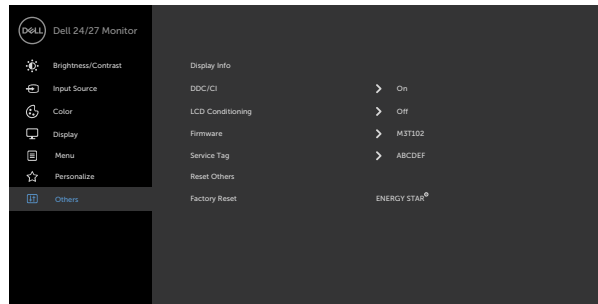 DELL
Dell 24/27 Monitor
Brightness/Contrast
Input Source
Color
Display
Menu
Personalize
Others
Display Info
DDC/CI > On
LCD Conditioning > Off
Firmware > M3T102
Service Tag > ABCDEF
Reset Others
Factory Reset ENERGY STAR®